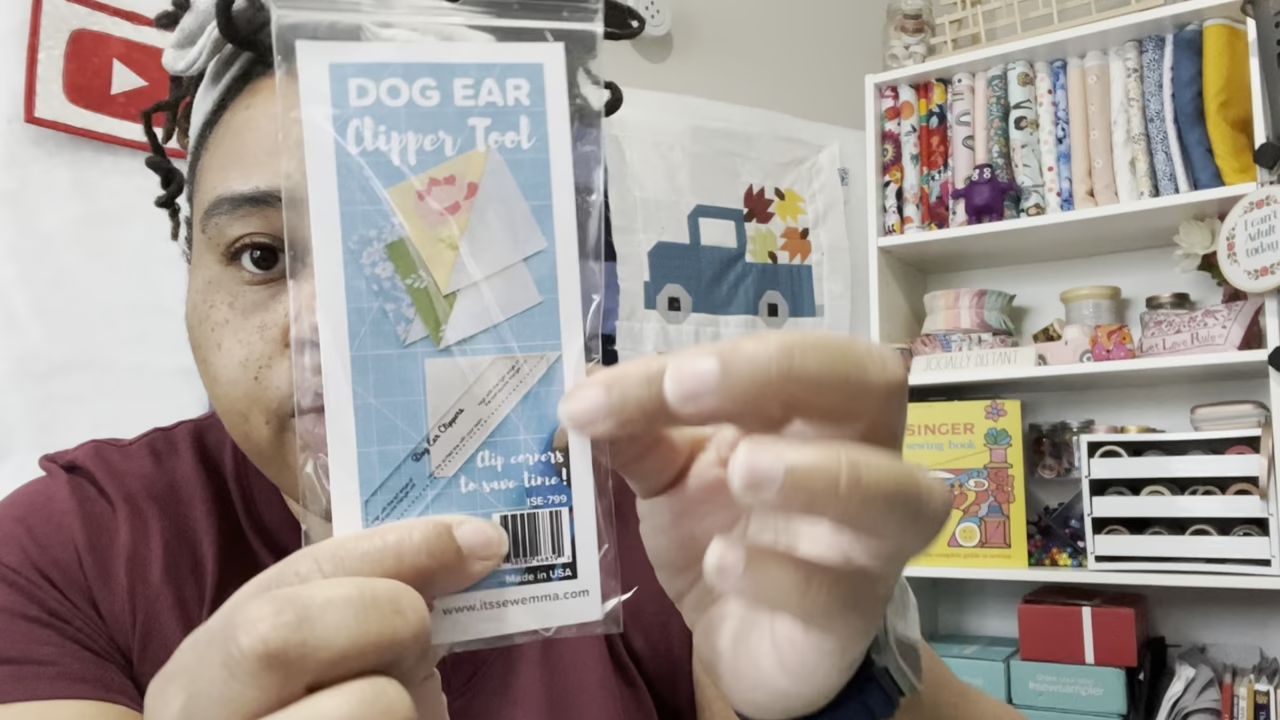 DOG EAR
Clipper Tool
Dog Ear Clippers
Clip corners
to save time!
ISE-799
Made in USA
www.itssewemma.com
I can't
Adult
today
SOCIALLY DISTANT
Let Love Rule
SINGER
sewing book
#sewsampler